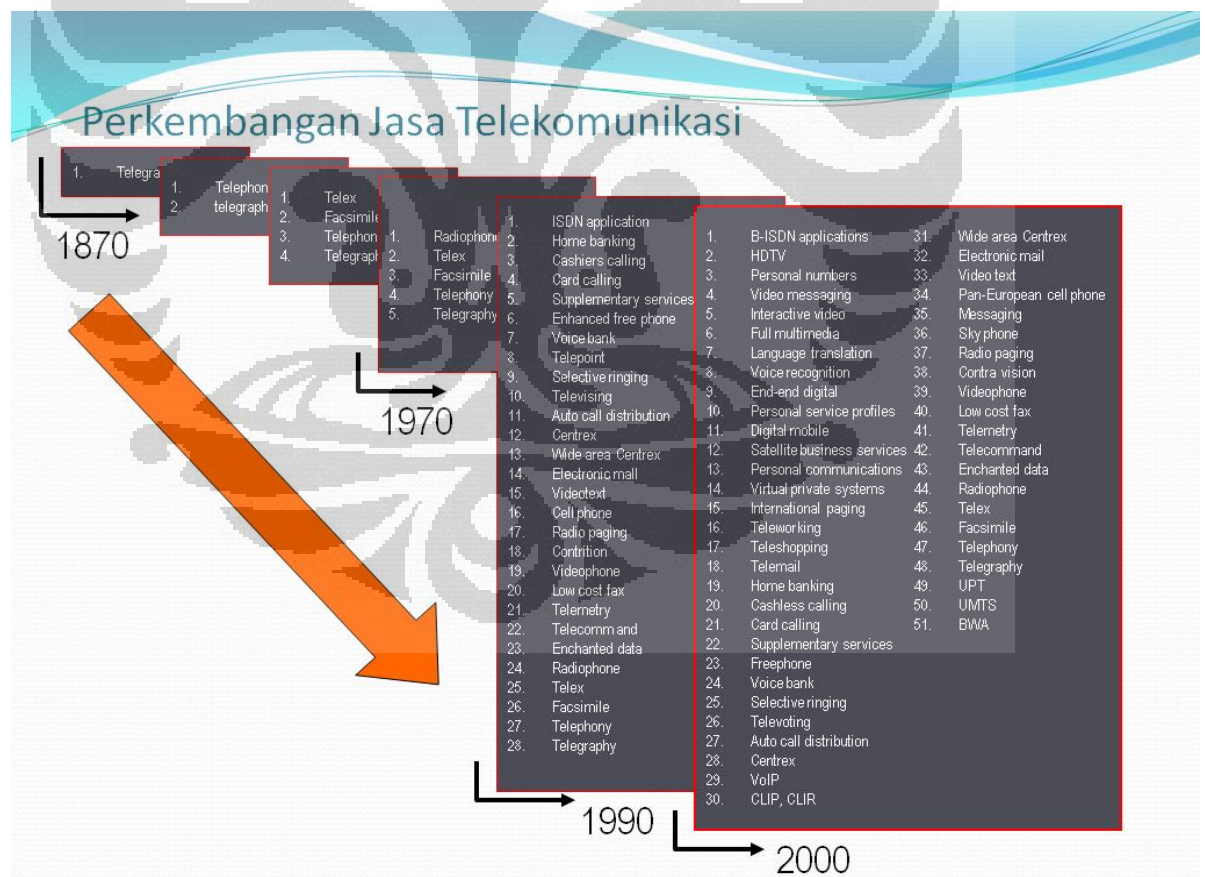 Perkembangan Jasa Telekomunikasi
1. Telegra
1. Telephon
2. telegraph
1. Telex
2. Facsimile
3. Telephon
4. Telegraph
1. Radiophon
2. Telex
3. Facsimile
4. Telephony
5. Telegraphy
1. ISDN application
2. Home banking
3. Cashiers calling
4. Card calling
5. Supplementary services
6. Enhanced free phone
7. Voice bank
8. Telepoint
9. Selective ringing
10. Televising
11. Auto call distribution
12. Centrex
13. Wide area Centrex
14. Electronic mall
15. Videotext
16. Cell phone
17. Radio paging
18. Contrition
19. Videophone
20. Low cost fax
21. Telemetry
22. Telecomm and
23. Enchanted data
24. Radiophone
25. Telex
26. Facsimile
27. Telephony
28. Telegraphy
1. B-ISDN applications
2. HDTV
3. Personal numbers
4. Video messaging
5. Interactive video
6. Full multimedia
7. Language translation
8. Voice recognition
9. End-end digital
10. Personal service profiles
11. Digital mobile
12. Satellite business services
13. Personal communications
14. Virtual private systems
15. International paging
16. Teleworking
17. Teleshopping
18. Telemail
19. Home banking
20. Cashless calling
21. Card calling
22. Supplementary services
23. Freephone
24. Voice bank
25. Selective ringing
26. Televoting
27. Auto call distribution
28. Centrex
29. VoIP
30. CLIP, CLIR
31. Wide area Centrex
32. Electronic mail
33. Video text
34. Pan-European cell phone
35. Messaging
36. Sky phone
37. Radio paging
38. Contra vision
39. Videophone
40. Low cost fax
41. Telemetry
42. Telecommand
43. Enchanted data
44. Radiophone
45. Telex
46. Facsimile
47. Telephony
48. Telegraphy
49. UPT
50. UMTS
51. BWA
1870
1970
1990
2000